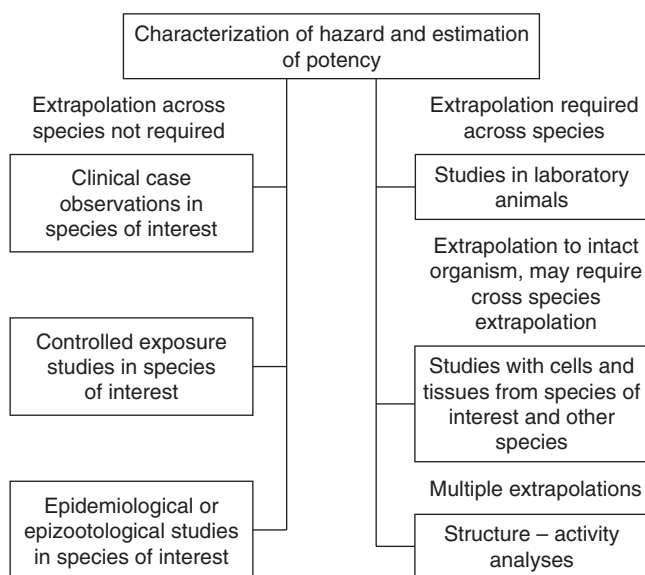 Characterization of hazard and estimation
of potency
Extrapolation across
species not required
Clinical case
observations in
species of interest
Controlled exposure
studies in species
of interest
Epidemiological or
epizootological studies
in species of interest
Extrapolation required
across species
Studies in laboratory
animals
Extrapolation to intact
organism, may require
cross species
extrapolation
Studies with cells and
tissues from species of
interest and other
species
Multiple extrapolations
Structure – activity
analyses